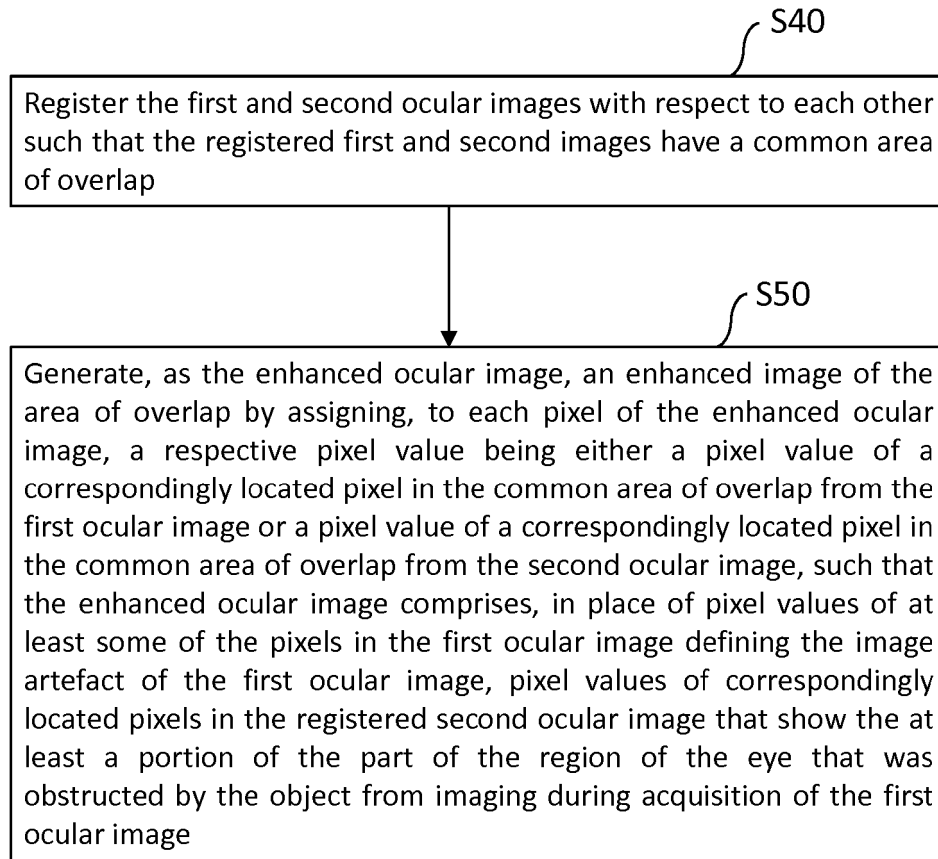 S40
Register the first and second ocular images with respect to each other
such that the registered first and second images have a common area
of overlap
S50
Generate, as the enhanced ocular image, an enhanced image of the
area of overlap by assigning, to each pixel of the enhanced ocular
image, a respective pixel value being either a pixel value of a
correspondingly located pixel in the common area of overlap from the
first ocular image or a pixel value of a correspondingly located pixel in
the common area of overlap from the second ocular image, such that
the enhanced ocular image comprises, in place of pixel values of at
least some of the pixels in the first ocular image defining the image
artefact of the first ocular image, pixel values of correspondingly
located pixels in the registered second ocular image that show the at
least a portion of the part of the region of the eye that was
obstructed by the object from imaging during acquisition of the first
ocular image